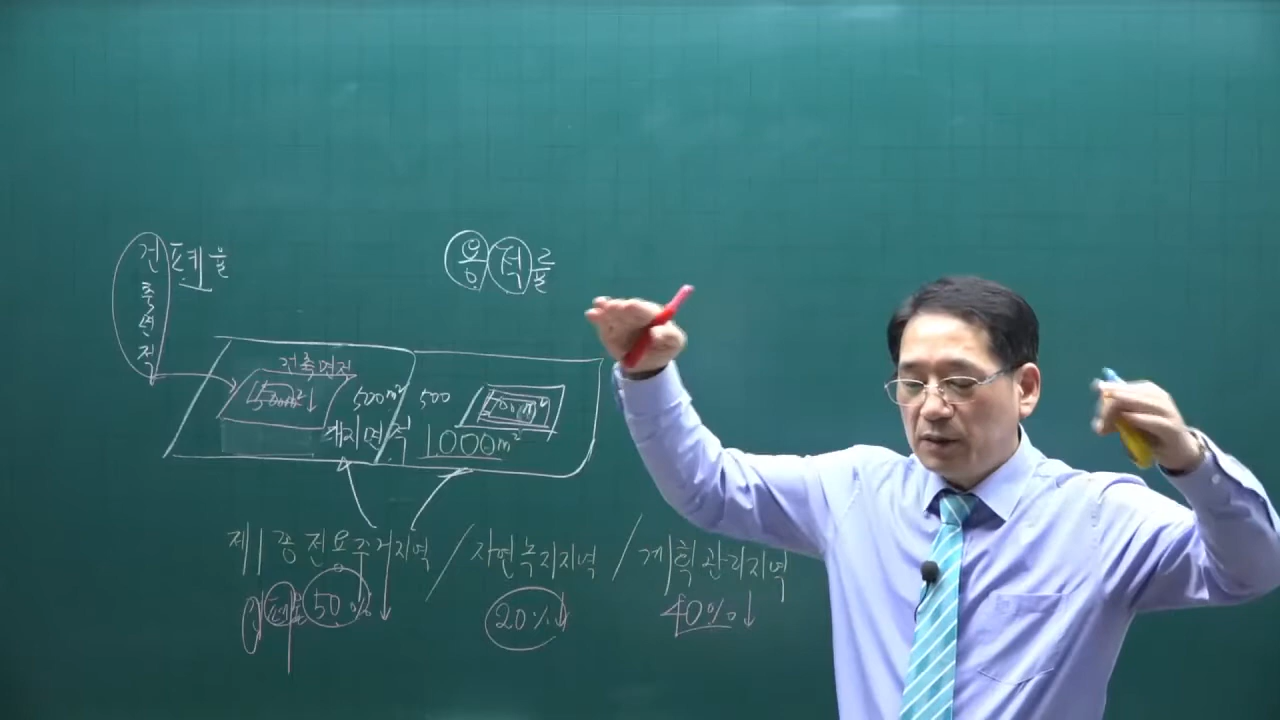 건폐율
건축면적
용적률
건축면적
500m²
500
대지면적
1000m²
제1종전용주거지역 / 자연녹지지역 / 계획관리지역
50%↓
20%↓
40%↓